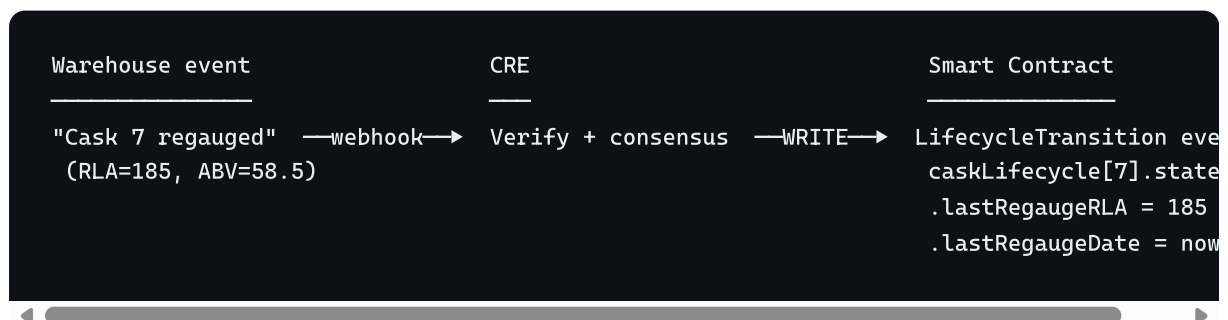 Warehouse event CRE Smart Contract
"Cask 7 regauged" ──webhook──▶ Verify + consensus ──WRITE──▶ LifecycleTransition eve
(RLA=185, ABV=58.5) caskLifecycle[7].state
.lastRegaugeRLA = 185
.lastRegaugeDate = now